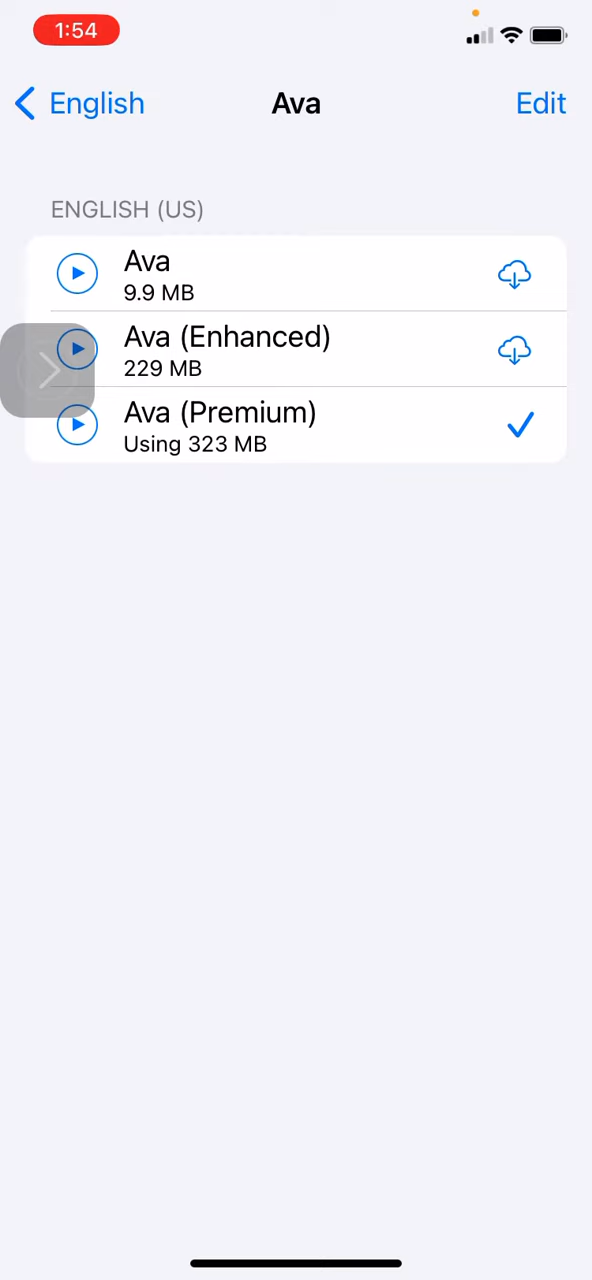 1:54
English
Ava
Edit
ENGLISH (US)
Ava
9.9 MB
Ava (Enhanced)
229 MB
Ava (Premium)
Using 323 MB